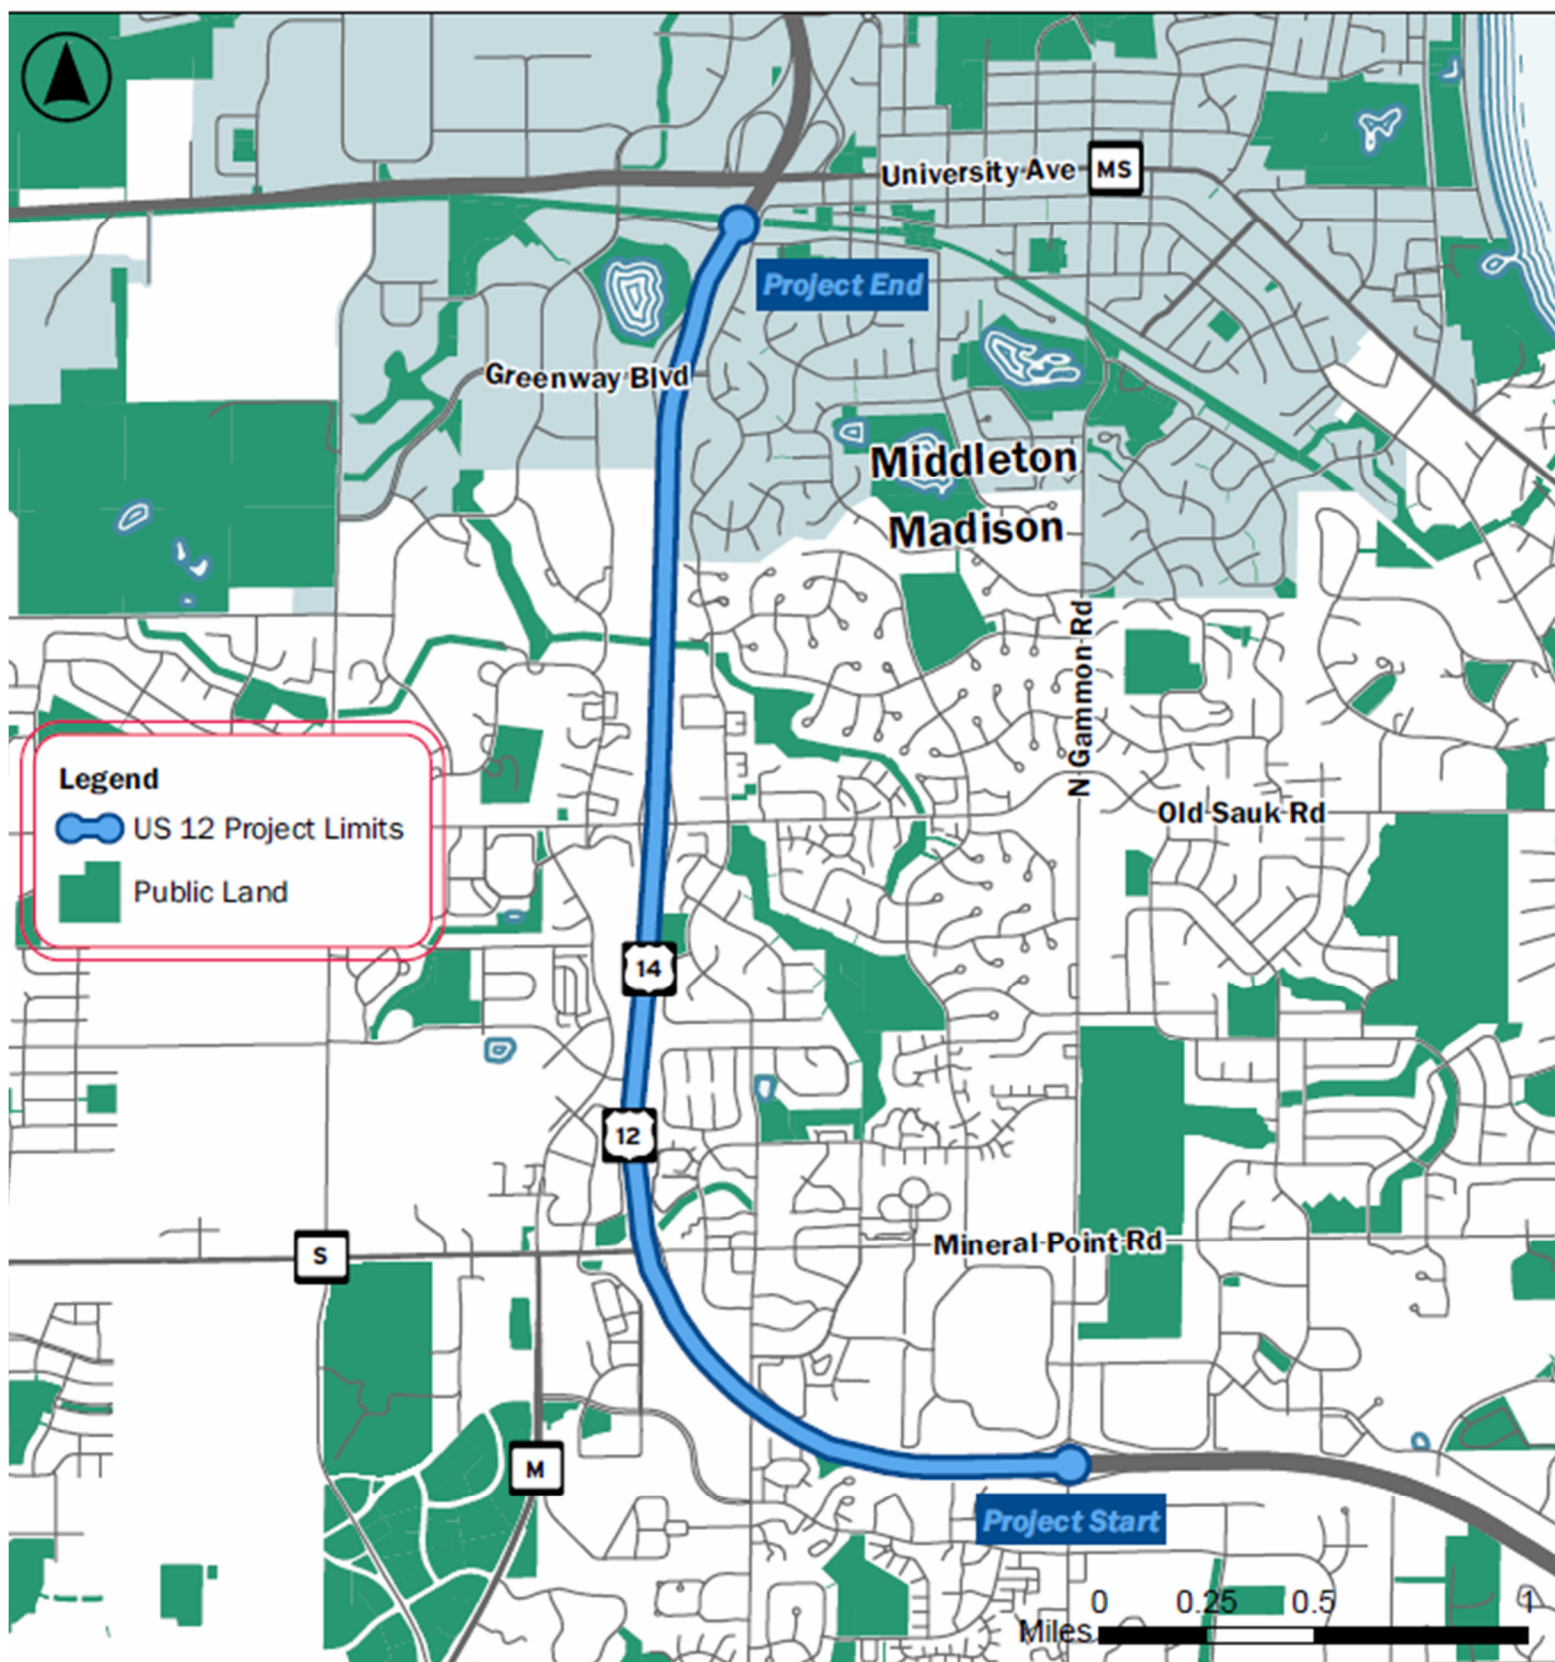 University Ave
MS
Project End
Greenway Blvd
Middleton
Madison
N Gammon Rd
Legend
US 12 Project Limits
Public Land
Old Sauk Rd
14
12
S
Mineral Point Rd
M
Project Start
0 0.25 0.5 1
Miles